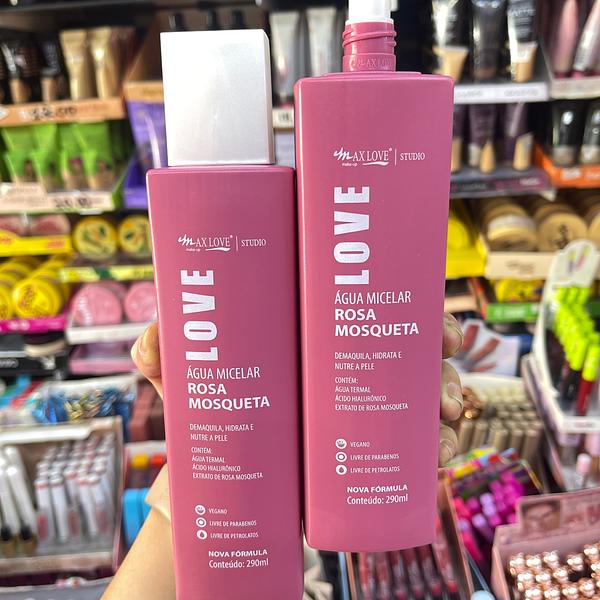 Max Love® | STUDIO
make-up
LOVE
ÁGUA MICELAR
ROSA
MOSQUETA
DEMAQUILA, HIDRATA E
NUTRE A PELE
CONTÉM:
ÁGUA TERMAL
ÁCIDO HIALURÔNICO
EXTRATO DE ROSA MOSQUETA
VEGANO
LIVRE DE PARABENOS
LIVRE DE PETROLATOS
NOVA FÓRMULA
Conteúdo: 290ml
MAX LOVE
Max Love® | STUDIO
make-up
LOVE
ÁGUA MICELAR
ROSA
MOSQUETA
DEMAQUILA, HIDRATA E
NUTRE A PELE
CONTÉM:
ÁGUA TERMAL
ÁCIDO HIALURÔNICO
EXTRATO DE ROSA MOSQUETA
VEGANO
LIVRE DE PARABENOS
LIVRE DE PETROLATOS
NOVA FÓRMULA
Conteúdo: 290ml